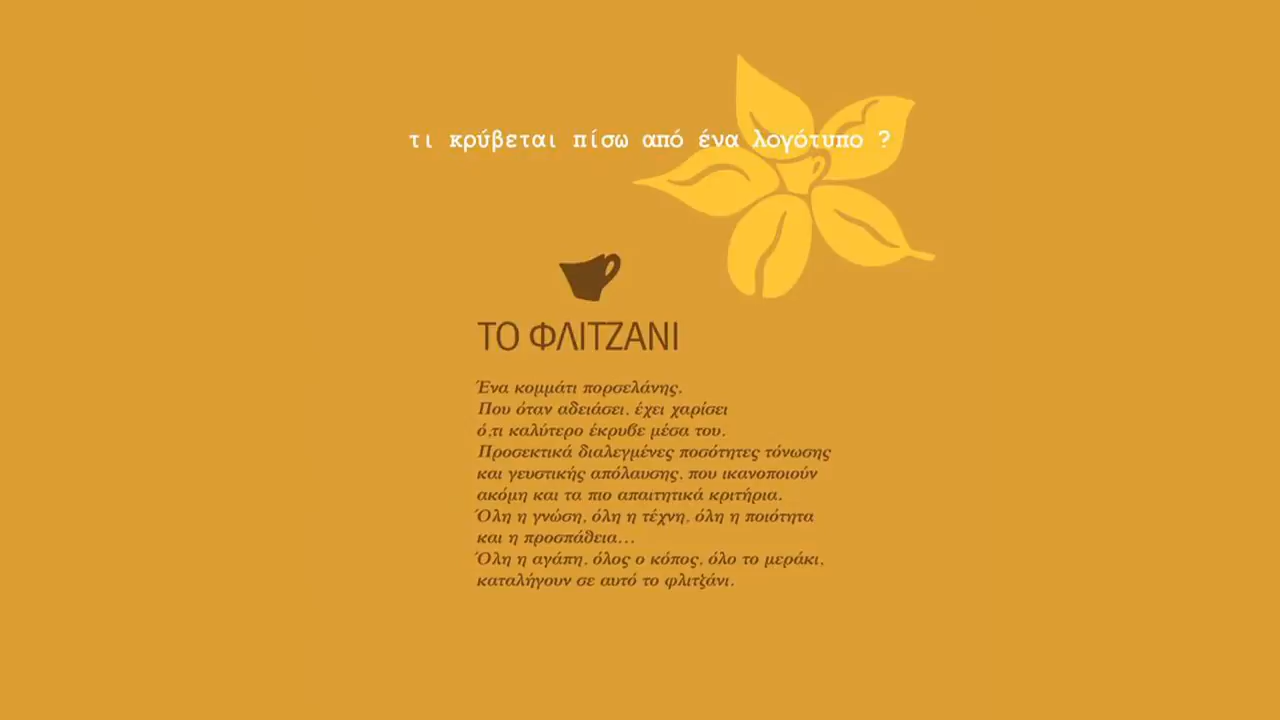 τι κρύβεται πίσω από ένα λογότυπο ?
ΤΟ ΦΛΙΤΖΑΝΙ
Ένα κομμάτι πορσελάνης.
Που όταν αδειάσει, έχει χαρίσει
ό,τι καλύτερο έκρυβε μέσα του.
Προσεκτικά διαλεγμένες ποσότητες τόνωσης
και γευστικής απόλαυσης, που ικανοποιούν
ακόμη και τα πιο απαιτητικά κριτήρια.
Όλη η γνώση, όλη η τέχνη, όλη η ποιότητα
και η προσπάθεια...
Όλη η αγάπη, όλος ο κόπος, όλο το μεράκι,
καταλήγουν σε αυτό το φλιτζάνι.